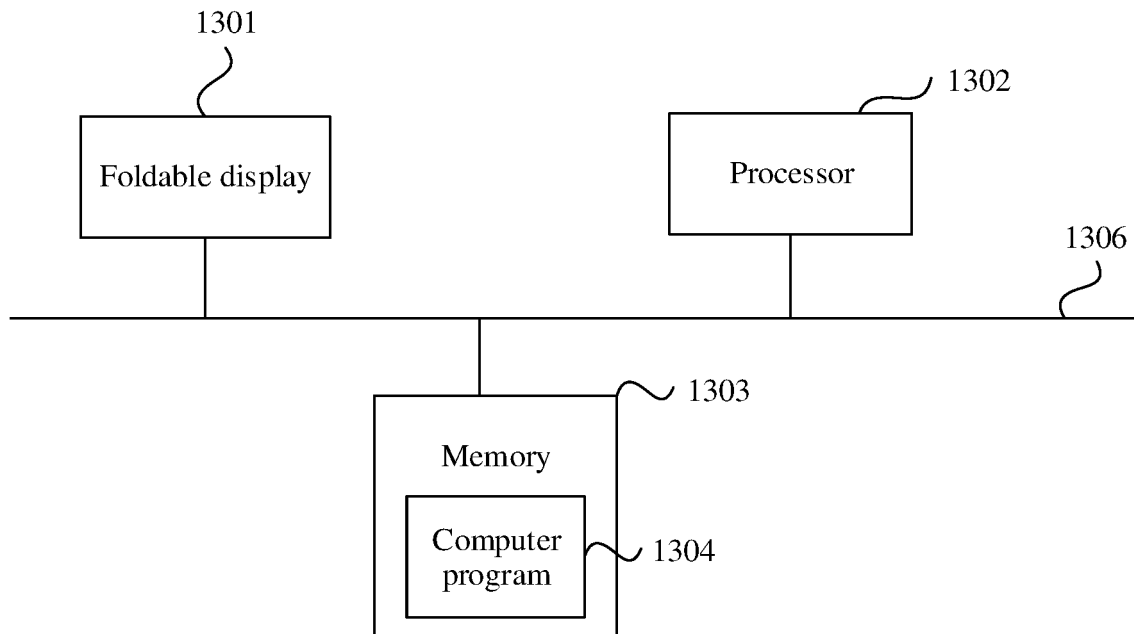 1301
1302
Foldable display
Processor
1306
1303
Memory
Computer
program
1304